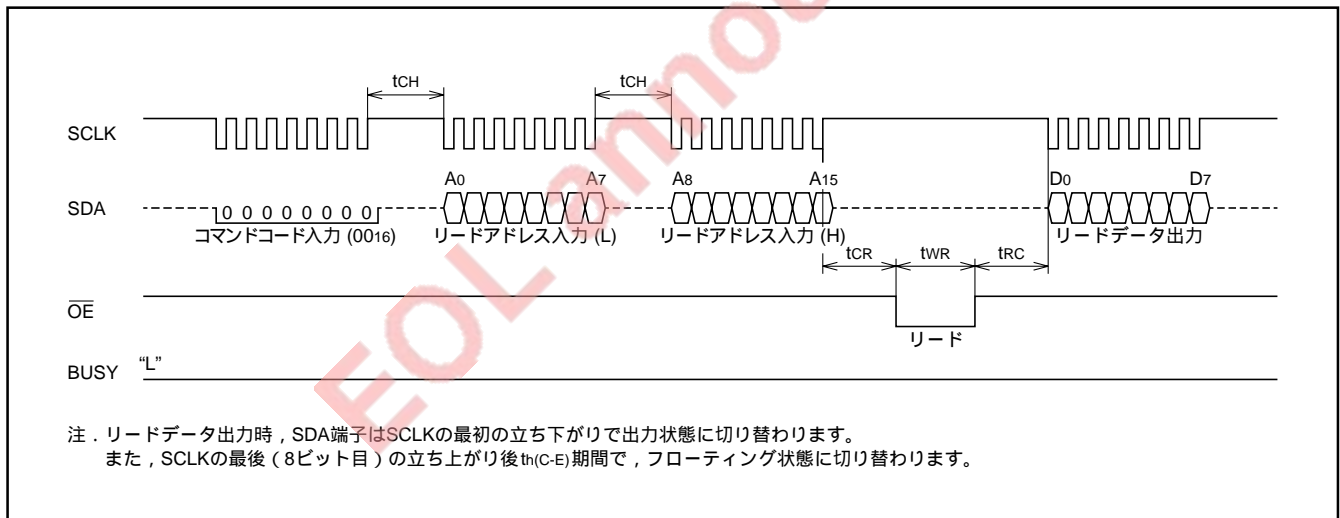 EOL announ
tCH tCH
SCLK
A0 A7 A8 A15 D0 D7
SDA
0 0 0 0 0 0 0 0
コマンドコード入力 (0016) リードアドレス入力 (L) リードアドレス入力 (H) リードデータ出力
tCR tWR tRC
OE
リード
BUSY “L”
注．リードデータ出力時，SDA端子はSCLKの最初の立ち下がりで出力状態に切り替わります。
また，SCLKの最後（8ビット目）の立ち上がり後th(C-E)期間で，フローティング状態に切り替わります。